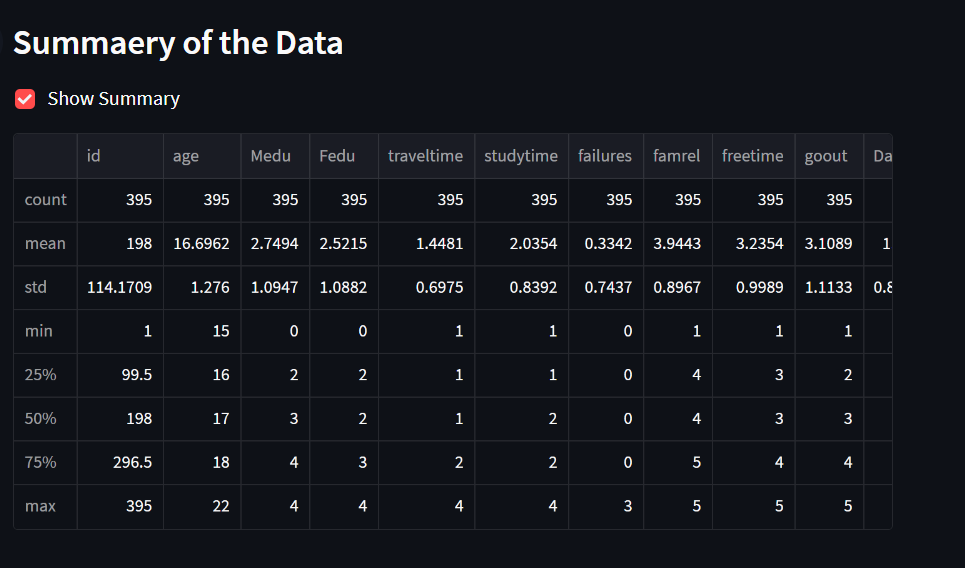 Summaery of the Data
Show Summary
id age Medu Fedu traveltime studytime failures famrel freetime goout Da
count 395 395 395 395 395 395 395 395 395 395
mean 198 16.6962 2.7494 2.5215 1.4481 2.0354 0.3342 3.9443 3.2354 3.1089 1
std 114.1709 1.276 1.0947 1.0882 0.6975 0.8392 0.7437 0.8967 0.9989 1.1133 0.8
min 1 15 0 0 1 1 0 1 1 1
25% 99.5 16 2 2 1 1 0 4 3 2
50% 198 17 3 2 1 2 0 4 3 3
75% 296.5 18 4 3 2 2 0 5 4 4
max 395 22 4 4 4 4 3 5 5 5